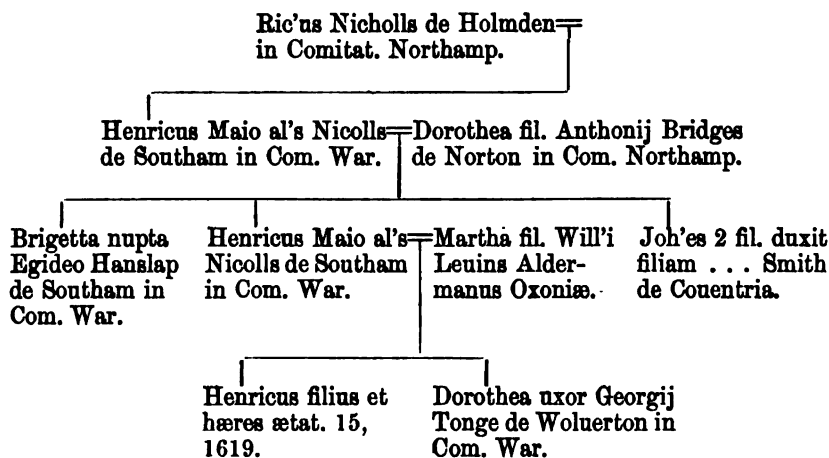 Ric'us Nicholls de Holmden
in Comitat. Northamp.
Henricus Maio al's Nicolls
de Southam in Com. War.
Dorothea fil. Anthonij Bridges
de Norton in Com. Northamp.
Brigetta nupta
Egideo Hanslap
de Southam in
Com. War.
Henricus Maio al's
Nicolls de Southam
in Com. War.
Martha fil. Will'i
Leuins Alder-
manus Oxoniæ.
Joh'es 2 fil. duxit
filiam . . . Smith
de Couentria.
Henricus filius et
hæres ætat. 15,
1619.
Dorothea uxor Georgij
Tonge de Woluerton in
Com. War.